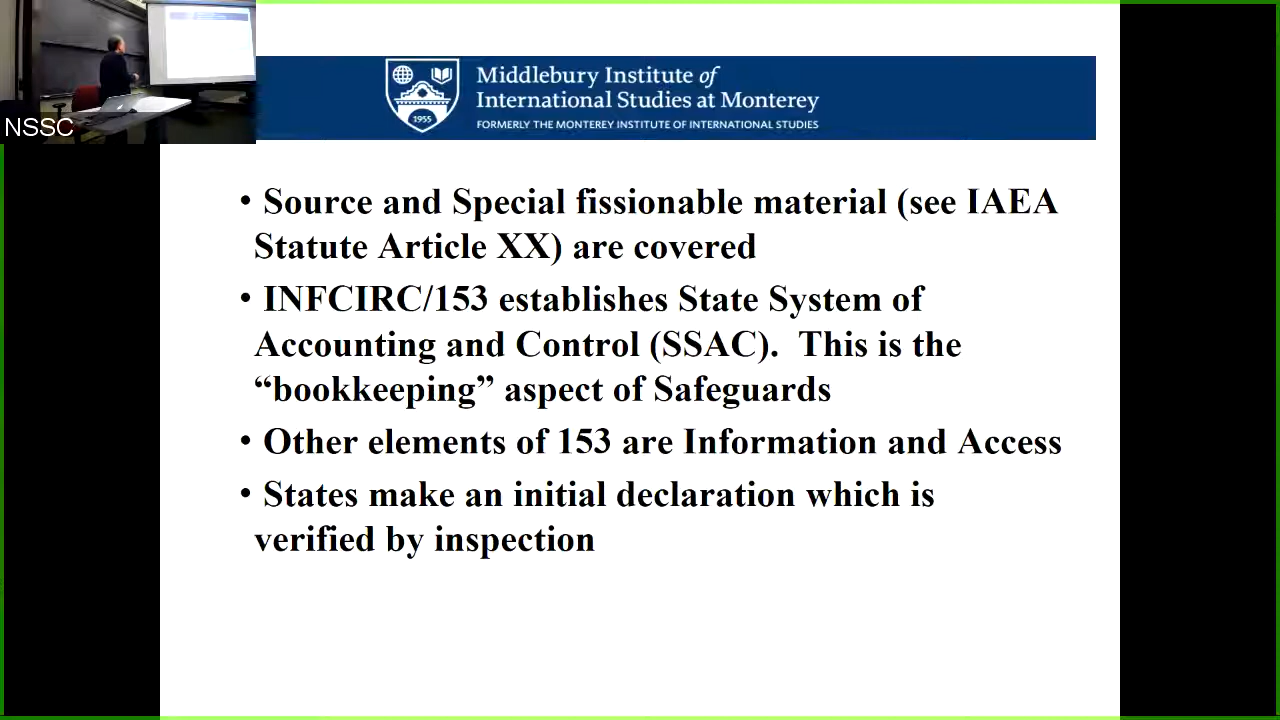 NSSC
Middlebury Institute of
International Studies at Monterey
FORMERLY THE MONTEREY INSTITUTE OF INTERNATIONAL STUDIES
1955
• Source and Special fissionable material (see IAEA
Statute Article XX) are covered
• INFCIRC/153 establishes State System of
Accounting and Control (SSAC).  This is the
“bookkeeping” aspect of Safeguards
• Other elements of 153 are Information and Access
• States make an initial declaration which is
verified by inspection